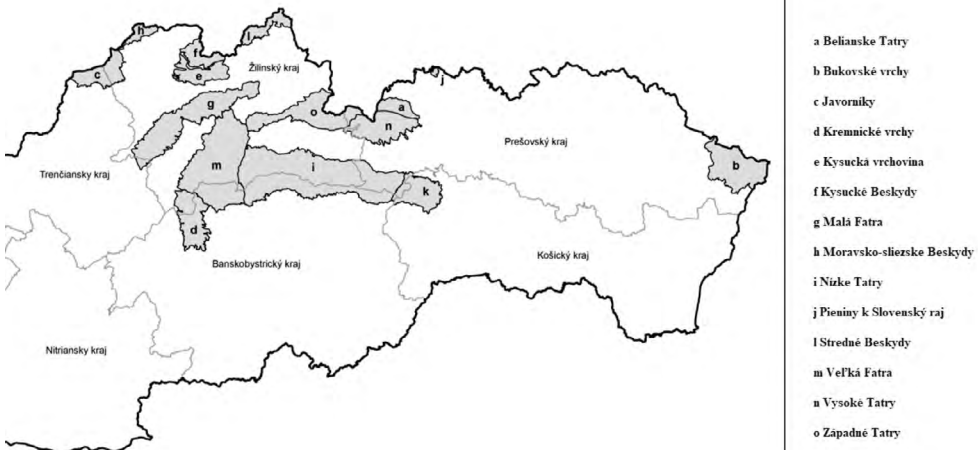 h
l
f
c
e
Žilinský kraj
j
g
o
a
n
Prešovský kraj
b
Trenčiansky kraj
m
i
k
d
Banskobystrický kraj
Košický kraj
Nitriansky kraj
a Belianske Tatry
b Bukovské vrchy
c Javorníky
d Kremnické vrchy
e Kysucká vrchovina
f Kysucké Beskydy
g Malá Fatra
h Moravsko-sliezske Beskydy
i Nízke Tatry
j Pieniny k Slovenský raj
l Stredné Beskydy
m Veľká Fatra
n Vysoké Tatry
o Západné Tatry